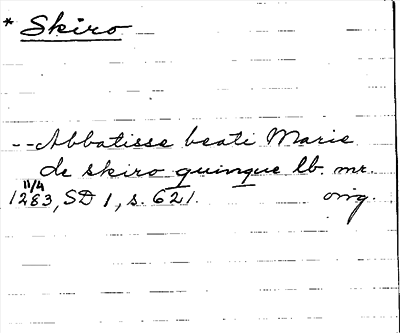 * Skiro
--Abbatisse beati Marie
de skiro quinque lb. mr.
11/4
1283, SD 1, s. 621. orig.